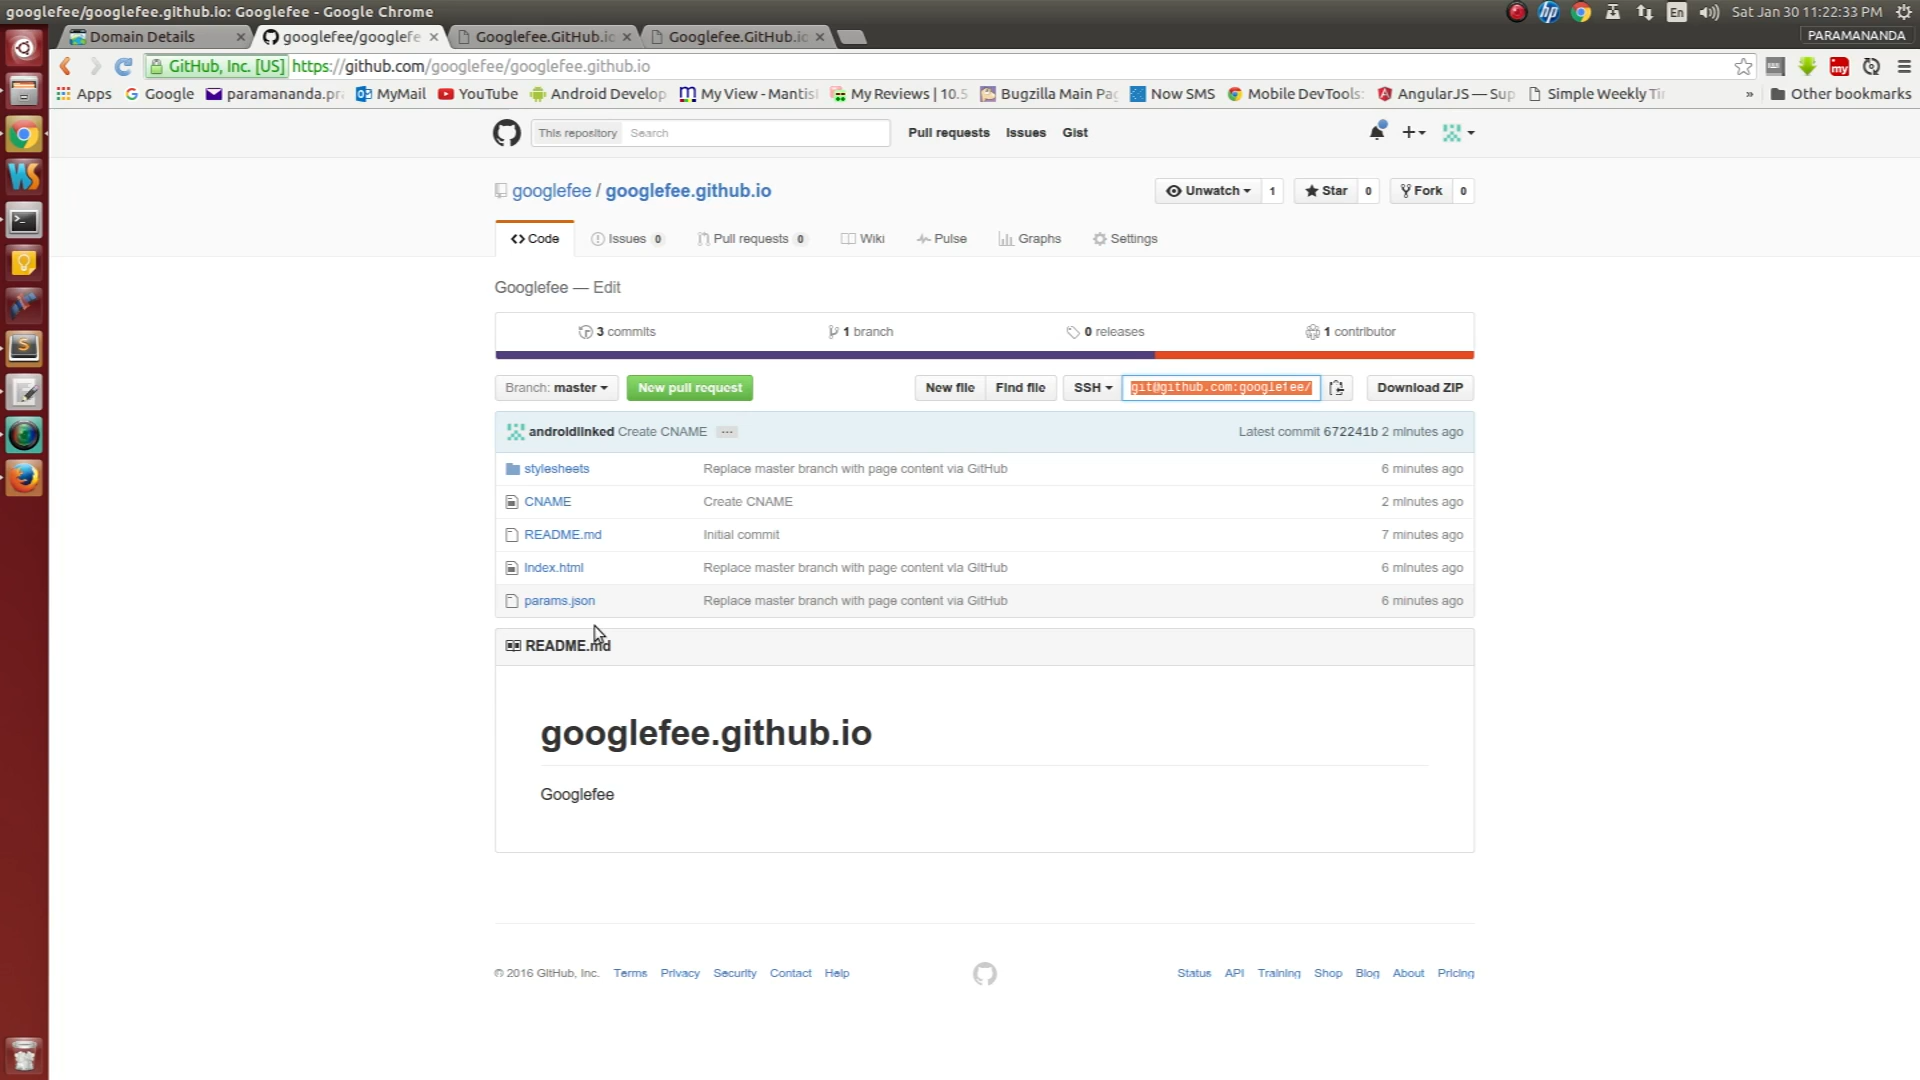 googlefee/googlefee.github.io: Googlefee - Google Chrome
En
Sat Jan 30 11:22:33 PM
Domain Details
googlefee/googlefe
Googlefee.GitHub.io
Googlefee.GitHub.io
PARAMANANDA
GitHub, Inc. [US]
https://github.com/googlefee/googlefee.github.io
Apps
Google
paramananda.pr
MyMail
YouTube
Android Develop
My View - Mantis
My Reviews | 10.5
Bugzilla Main Pa
Now SMS
Mobile DevTools:
AngularJS — Sup
Simple Weekly Ti
»
Other bookmarks
This repository
Search
Pull requests
Issues
Gist
googlefee / googlefee.github.io
Unwatch
1
Star
0
Fork
0
Code
Issues 0
Pull requests 0
Wiki
Pulse
Graphs
Settings
Googlefee — Edit
3 commits
1 branch
0 releases
1 contributor
Branch: master
New pull request
New file
Find file
SSH
git@github.com:googlefee/
Download ZIP
androidlinked Create CNAME ...
Latest commit 672241b 2 minutes ago
stylesheets
Replace master branch with page content via GitHub
6 minutes ago
CNAME
Create CNAME
2 minutes ago
README.md
Initial commit
7 minutes ago
index.html
Replace master branch with page content via GitHub
6 minutes ago
params.json
Replace master branch with page content via GitHub
6 minutes ago
README.md
googlefee.github.io
Googlefee
© 2016 GitHub, Inc.
Terms
Privacy
Security
Contact
Help
Status
API
Training
Shop
Blog
About
Pricing